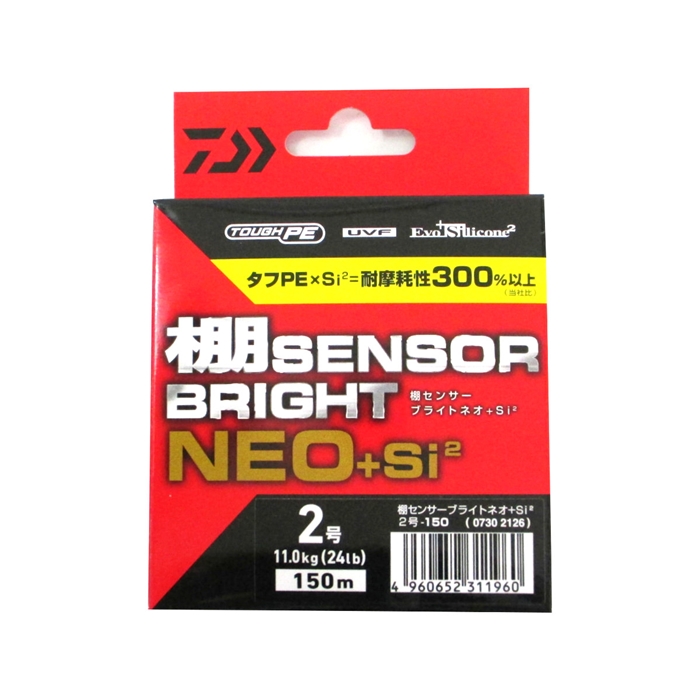 TOUGH PE UVF Evo+Silicone2
タフPE×Si2=耐摩耗性300%以上
(当社比)
棚SENSOR
BRIGHT
棚センサー
ブライトネオ+Si2
NEO+Si2
2号
11.0kg(24lb)
150m
棚センサーブライトネオ+Si2
2号-150 (0730 2126)
4 960652 311960